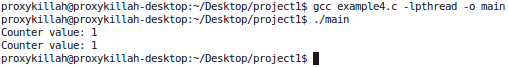 proxykillah@proxykillah-desktop:~/Desktop/project1$ gcc example4.c -lpthread -o main
proxykillah@proxykillah-desktop:~/Desktop/project1$ ./main
Counter value: 1
Counter value: 1
proxykillah@proxykillah-desktop:~/Desktop/project1$